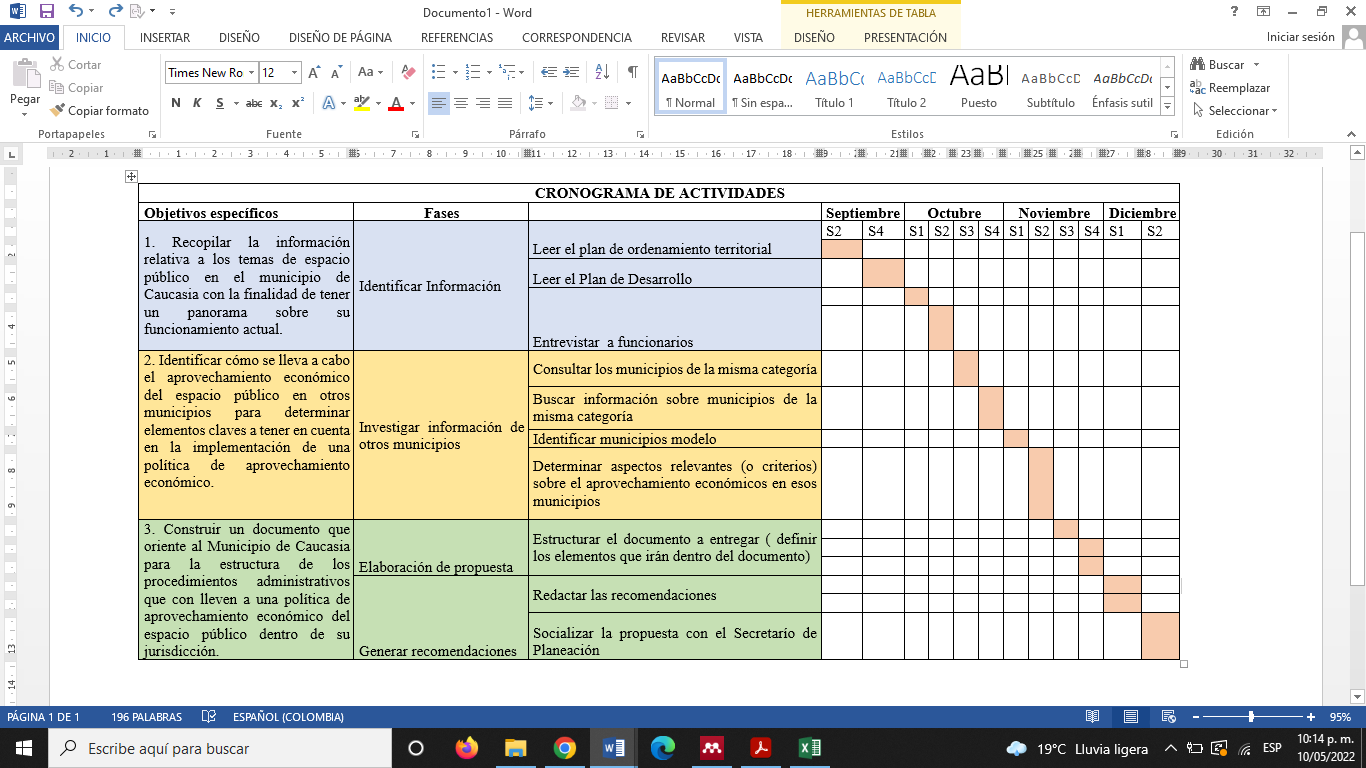 Documento1 - Word
HERRAMIENTAS DE TABLA
?
ARCHIVO INICIO INSERTAR DISEÑO DISEÑO DE PÁGINA REFERENCIAS CORRESPONDENCIA REVISAR VISTA DISEÑO PRESENTACIÓN Iniciar sesión
Pegar
Cortar
Copiar
Copiar formato
Portapapeles
Times New Ro 12
Aa
N K S abc x₂ x²
A ab A
Fuente
Párrafo
AaBbCcDc AaBbCcDc AaBbCc AaBbCcD AaBl AaBbCcD AaBbCcDc
¶ Normal ¶ Sin espa... Título 1 Título 2 Puesto Subtítulo Énfasis sutil
Estilos
Buscar
Reemplazar
Seleccionar
Edición
CRONOGRAMA DE ACTIVIDADES
Objetivos específicos Fases Septiembre Octubre Noviembre Diciembre
S2 S4 S1 S2 S3 S4 S1 S2 S3 S4 S1 S2
1. Recopilar la información
relativa a los temas de espacio
público en el municipio de
Caucasia con la finalidad de tener
un panorama sobre su
funcionamiento actual.
Identificar Información
Leer el plan de ordenamiento territorial
Leer el Plan de Desarrollo
Entrevistar a funcionarios
2. Identificar cómo se lleva a cabo
el aprovechamiento económico
del espacio público en otros
municipios para determinar
elementos claves a tener en cuenta
en la implementación de una
política de aprovechamiento
económico.
Investigar información de
otros municipios
Consultar los municipios de la misma categoría
Buscar información sobre municipios de la
misma categoría
Identificar municipios modelo
Determinar aspectos relevantes (o criterios)
sobre el aprovechamiento económicos en esos
municipios
3. Construir un documento que
oriente al Municipio de Caucasia
para la estructura de los
procedimientos administrativos
que con lleven a una política de
aprovechamiento económico del
espacio público dentro de su
jurisdicción.
Elaboración de propuesta
Estructurar el documento a entregar ( definir
los elementos que irán dentro del documento)
Generar recomendaciones
Redactar las recomendaciones
Socializar la propuesta con el Secretarío de
Planeación
PÁGINA 1 DE 1 196 PALABRAS ESPAÑOL (COLOMBIA) 95%
Escribe aquí para buscar
19°C Lluvia ligera ESP
10:14 p. m.
10/05/2022